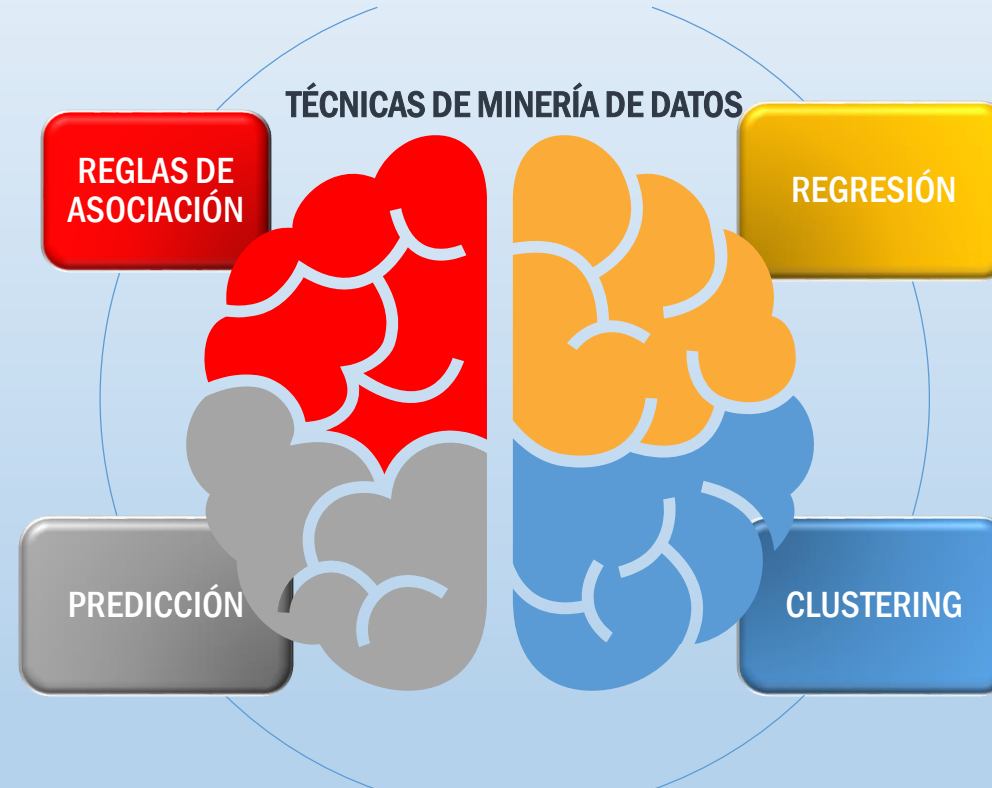 TÉCNICAS DE MINERÍA DE DATOS
REGLAS DE
ASOCIACIÓN
REGRESIÓN
PREDICCIÓN
CLUSTERING